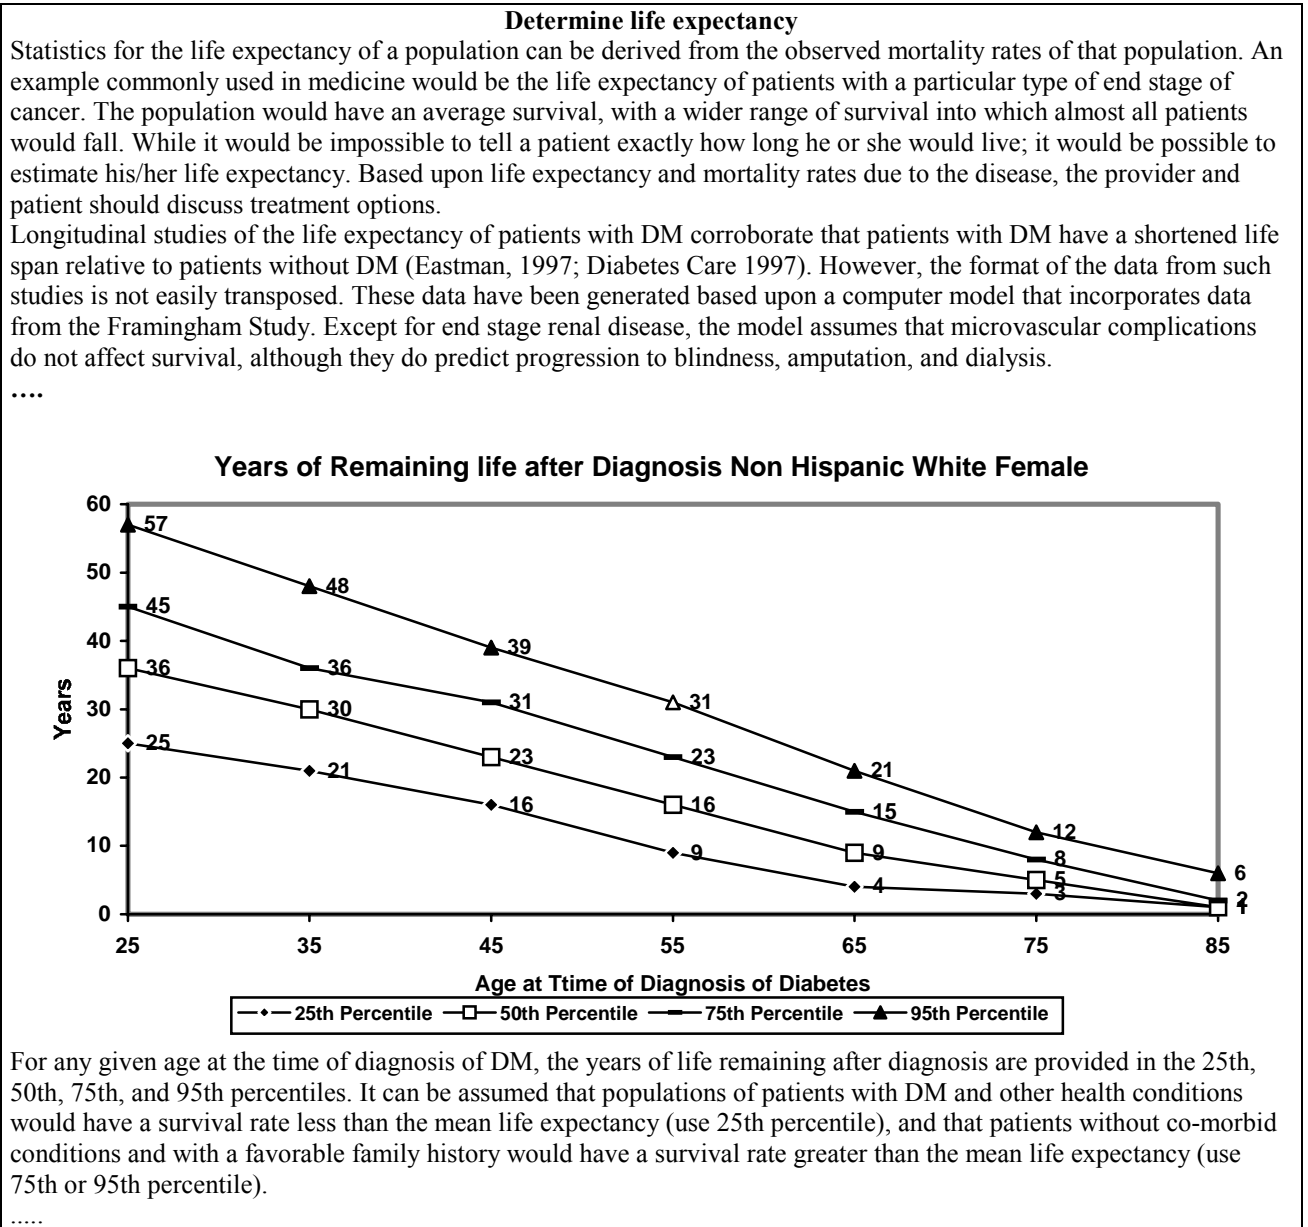 Determine life expectancy
Statistics for the life expectancy of a population can be derived from the observed mortality rates of that population. An
example commonly used in medicine would be the life expectancy of patients with a particular type of end stage of
cancer. The population would have an average survival, with a wider range of survival into which almost all patients
would fall. While it would be impossible to tell a patient exactly how long he or she would live; it would be possible to
estimate his/her life expectancy. Based upon life expectancy and mortality rates due to the disease, the provider and
patient should discuss treatment options.
Longitudinal studies of the life expectancy of patients with DM corroborate that patients with DM have a shortened life
span relative to patients without DM (Eastman, 1997; Diabetes Care 1997). However, the format of the data from such
studies is not easily transposed. These data have been generated based upon a computer model that incorporates data
from the Framingham Study. Except for end stage renal disease, the model assumes that microvascular complications
do not affect survival, although they do predict progression to blindness, amputation, and dialysis.
….
Years of Remaining life after Diagnosis Non Hispanic White Female
60
57
50
48
45
40
39
36
36
31
31
Years
30
30
25
23
23
21
21
20
16
16
15
12
10
9
9
8
6
5
4
3
2
1
0
25 35 45 55 65 75 85
Age at Ttime of Diagnosis of Diabetes
25th Percentile 50th Percentile 75th Percentile 95th Percentile
For any given age at the time of diagnosis of DM, the years of life remaining after diagnosis are provided in the 25th,
50th, 75th, and 95th percentiles. It can be assumed that populations of patients with DM and other health conditions
would have a survival rate less than the mean life expectancy (use 25th percentile), and that patients without co-morbid
conditions and with a favorable family history would have a survival rate greater than the mean life expectancy (use
75th or 95th percentile).
.....